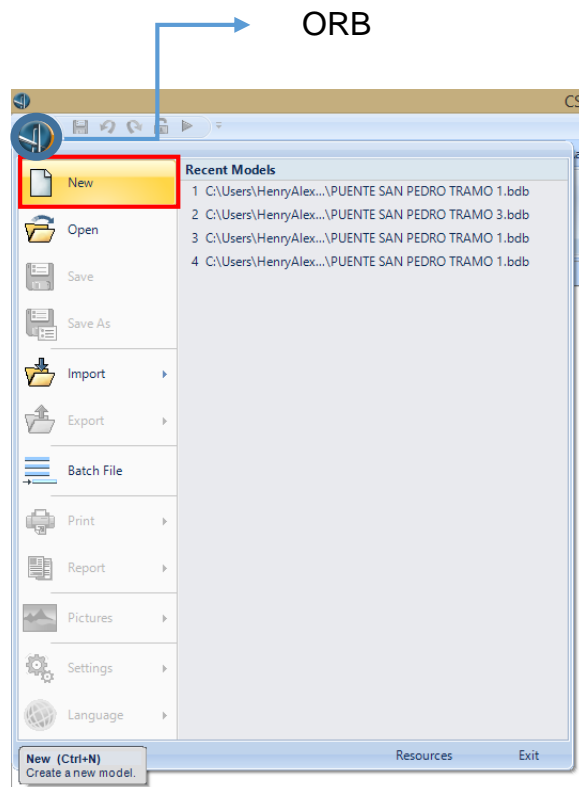 ORB
CS
New
Open
Save
Save As
Import
Export
Batch File
Print
Report
Pictures
Settings
Language
Recent Models
1 C:\Users\HenryAlex...\PUENTE SAN PEDRO TRAMO 1.bdb
2 C:\Users\HenryAlex...\PUENTE SAN PEDRO TRAMO 3.bdb
3 C:\Users\HenryAlex...\PUENTE SAN PEDRO TRAMO 1.bdb
4 C:\Users\HenryAlex...\PUENTE SAN PEDRO TRAMO 1.bdb
Resources Exit
New (Ctrl+N)
Create a new model.